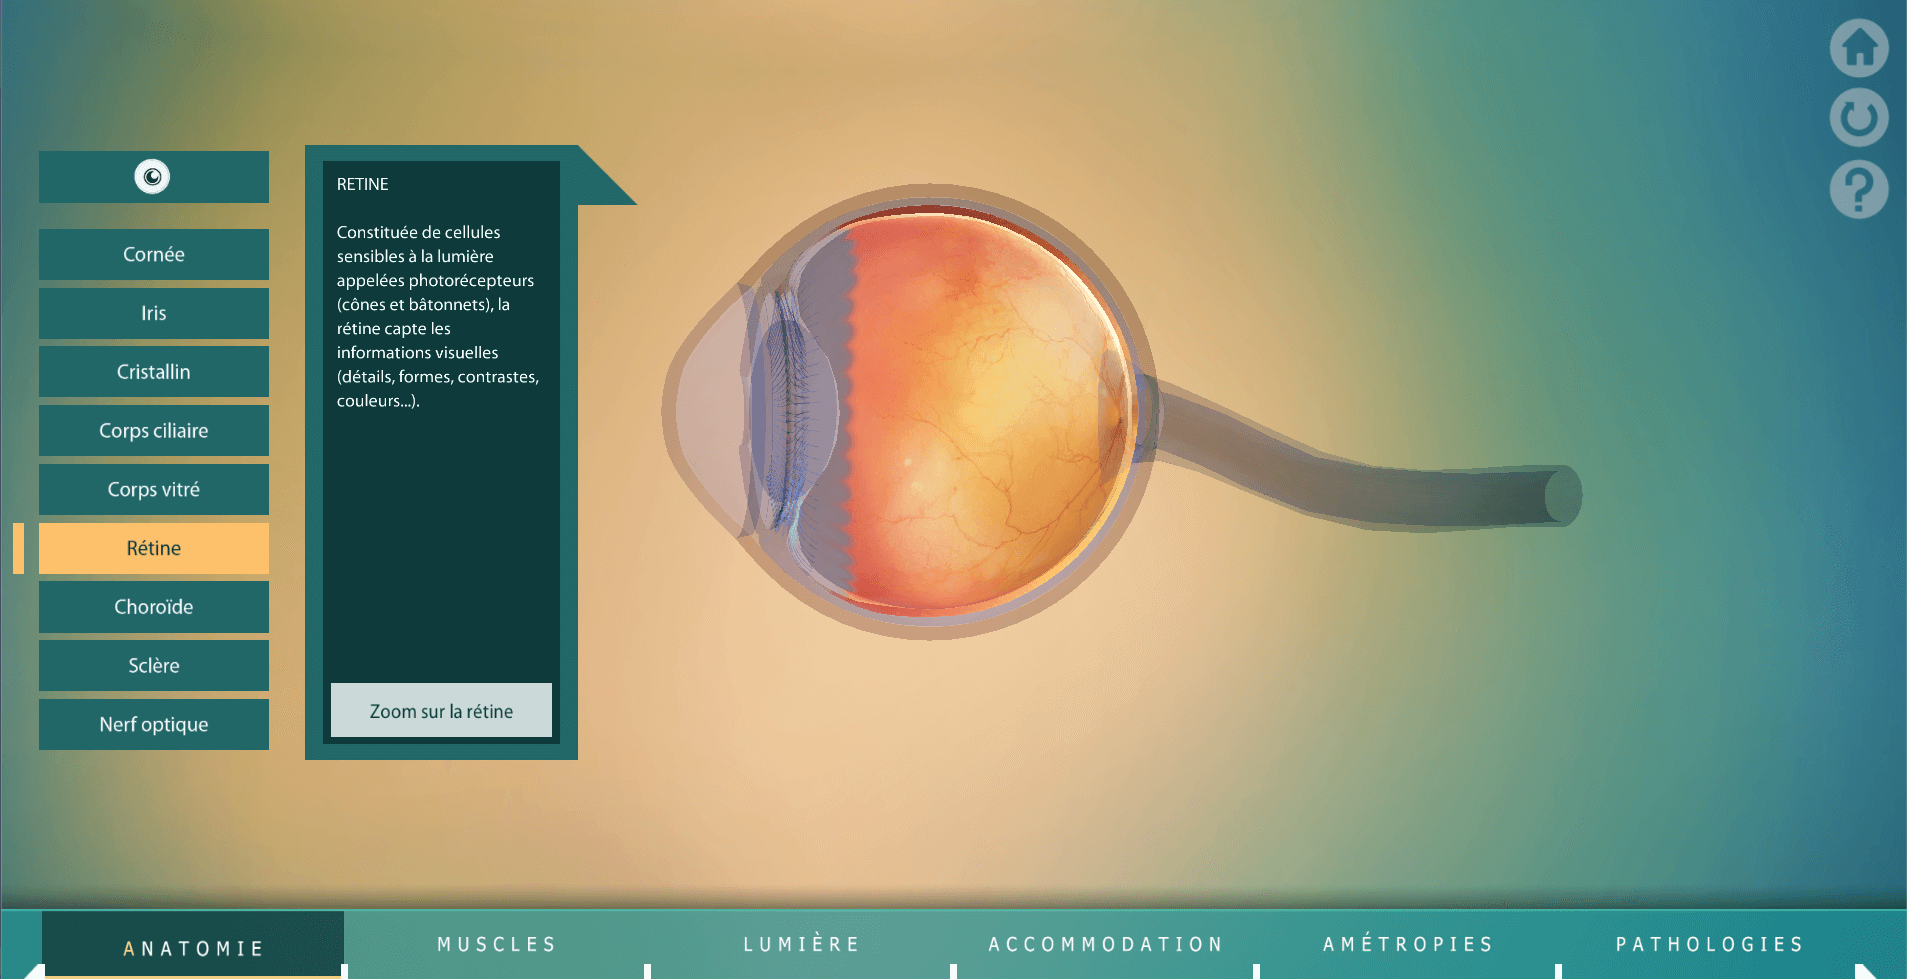 Cornée
Iris
Cristallin
Corps ciliaire
Corps vitré
Rétine
Choroïde
Sclère
Nerf optique
RETINE
Constituée de cellules
sensibles à la lumière
appelées photorécepteurs
(cônes et bâtonnets), la
rétine capte les
informations visuelles
(détails, formes, contrastes,
couleurs...).
Zoom sur la rétine
?
ANATOMIE
MUSCLES
LUMIÈRE
ACCOMMODATION
AMÉTROPIES
PATHOLOGIES